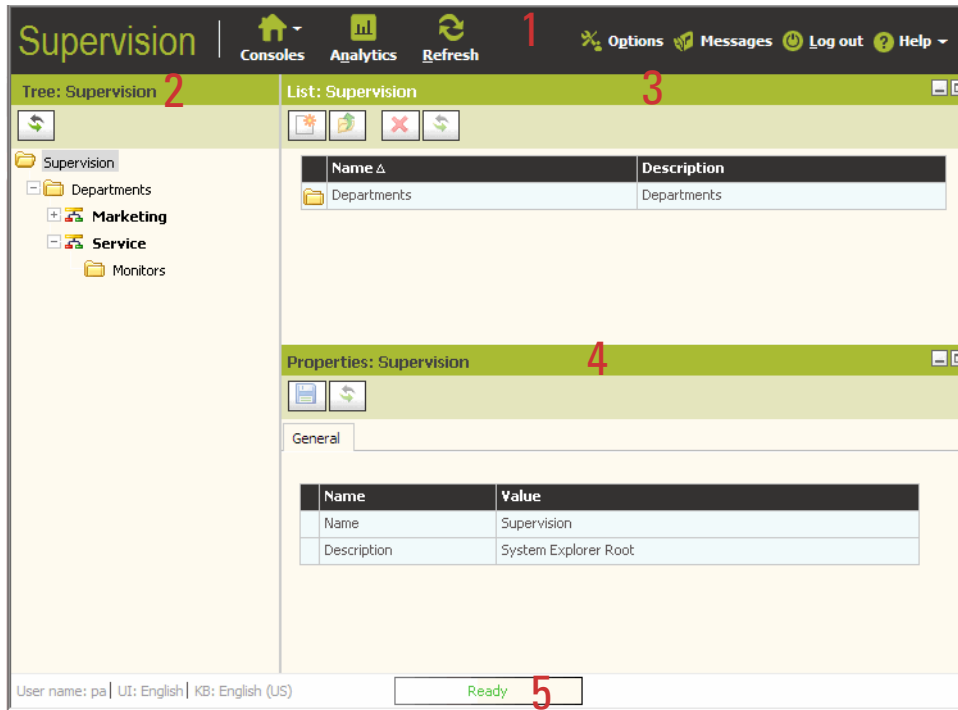 Supervision
Consoles
Analytics
Refresh
1
Options
Messages
Log out
Help
Tree: Supervision 2
List: Supervision 3
Supervision
Departments
Marketing
Service
Monitors
Name Description
Departments Departments
Properties: Supervision 4
General
Name Value
Name Supervision
Description System Explorer Root
User name: pa UI: English KB: English (US)
Ready 5